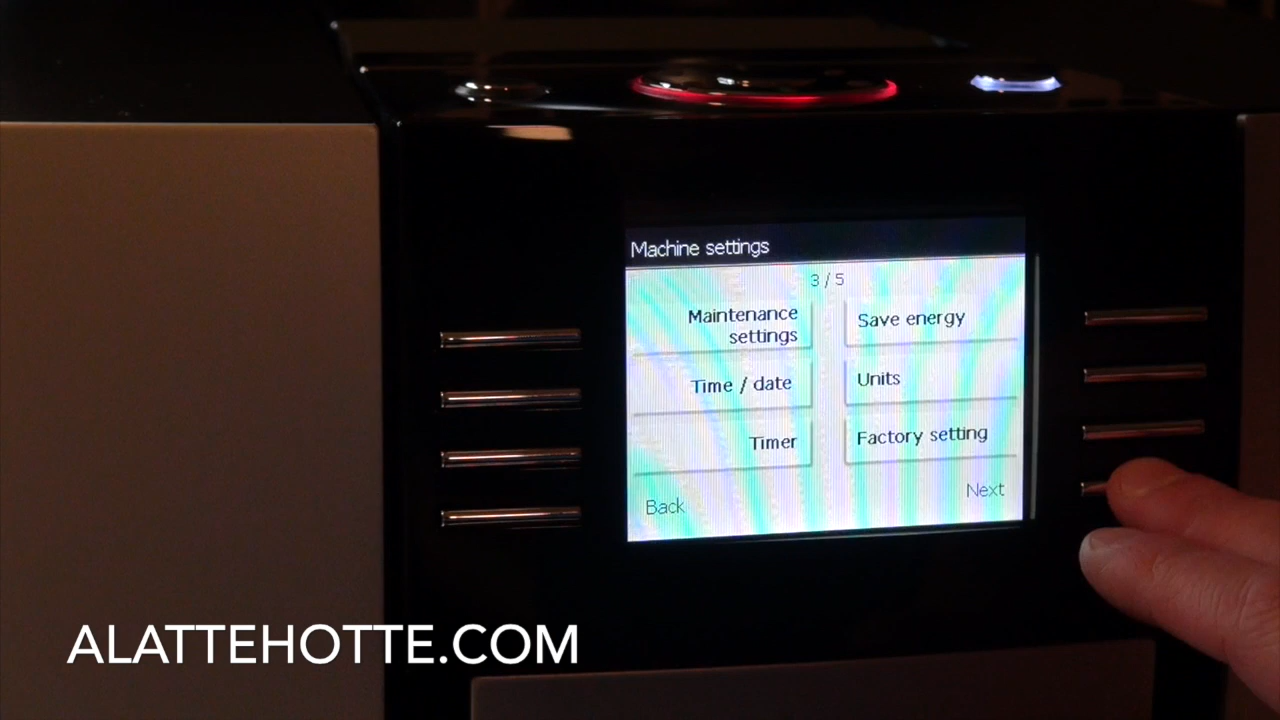 Machine settings
3 / 5
Maintenance
settings
Save energy
Time / date
Units
Timer
Factory setting
Back
Next
ALATTEHOTTE.COM